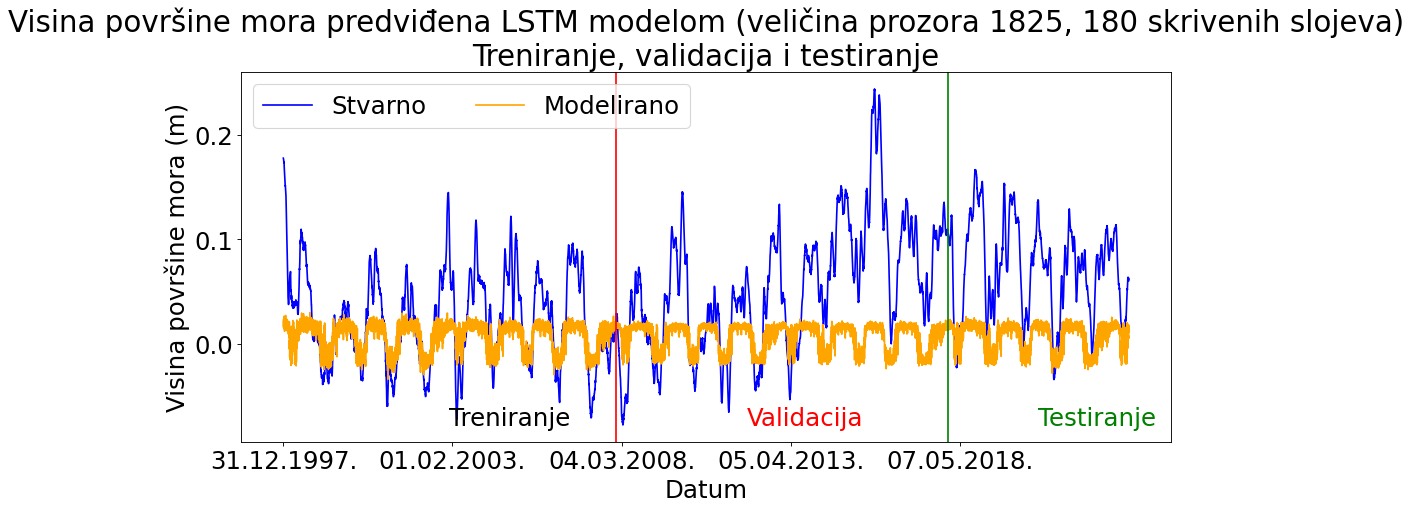 Visina površine mora predviđena LSTM modelom (veličina prozora 1825, 180 skrivenih slojeva)
Treniranje, validacija i testiranje
Stvarno
Modelirano
Visina površine mora (m)
0.2
0.1
0.0
Treniranje
Validacija
Testiranje
31.12.1997.
01.02.2003.
04.03.2008.
05.04.2013.
07.05.2018.
Datum